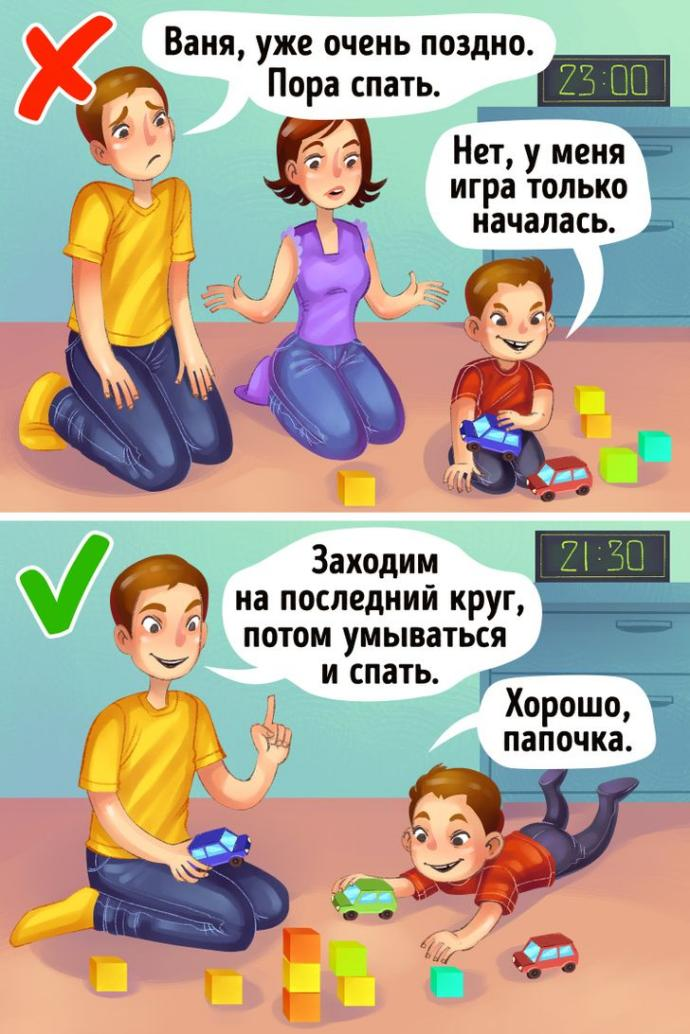 Ваня, уже очень поздно.
Пора спать.
23:00
Нет, у меня
игра только
началась.
21:30
Заходим
на последний круг,
потом умываться
и спать.
Хорошо,
папочка.